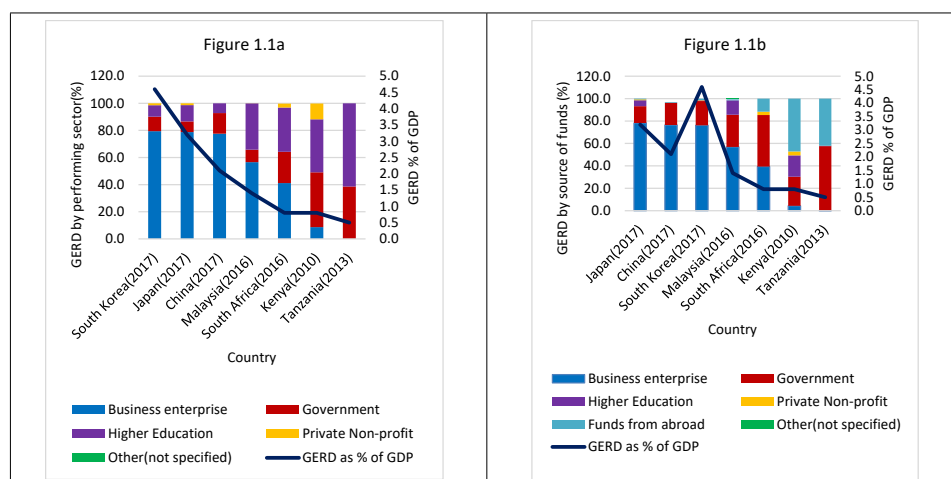 Figure 1.1a
120.0
100.0
80.0
60.0
40.0
20.0
0.0
GERD by performing sector(%)
5.0
4.5
4.0
3.5
3.0
2.5
2.0
1.5
1.0
0.5
0.0
GERD % of GDP
South Korea(2017)
Japan(2017)
China(2017)
Malaysia(2016)
South Africa(2016)
Kenya(2010)
Tanzania(2013)
Country
Business enterprise
Government
Higher Education
Private Non-profit
Other(not specified)
GERD as % of GDP
Figure 1.1b
120.0
100.0
80.0
60.0
40.0
20.0
0.0
GERD by source of funds (%)
5.0
4.5
4.0
3.5
3.0
2.5
2.0
1.5
1.0
0.5
0.0
GERD % of GDP
Japan(2017)
China(2017)
South Korea(2017)
Malaysia(2016)
South Africa(2016)
Kenya(2010)
Tanzania(2013)
Country
Business enterprise
Government
Higher Education
Private Non-profit
Funds from abroad
Other(not specified)
GERD as % of GDP